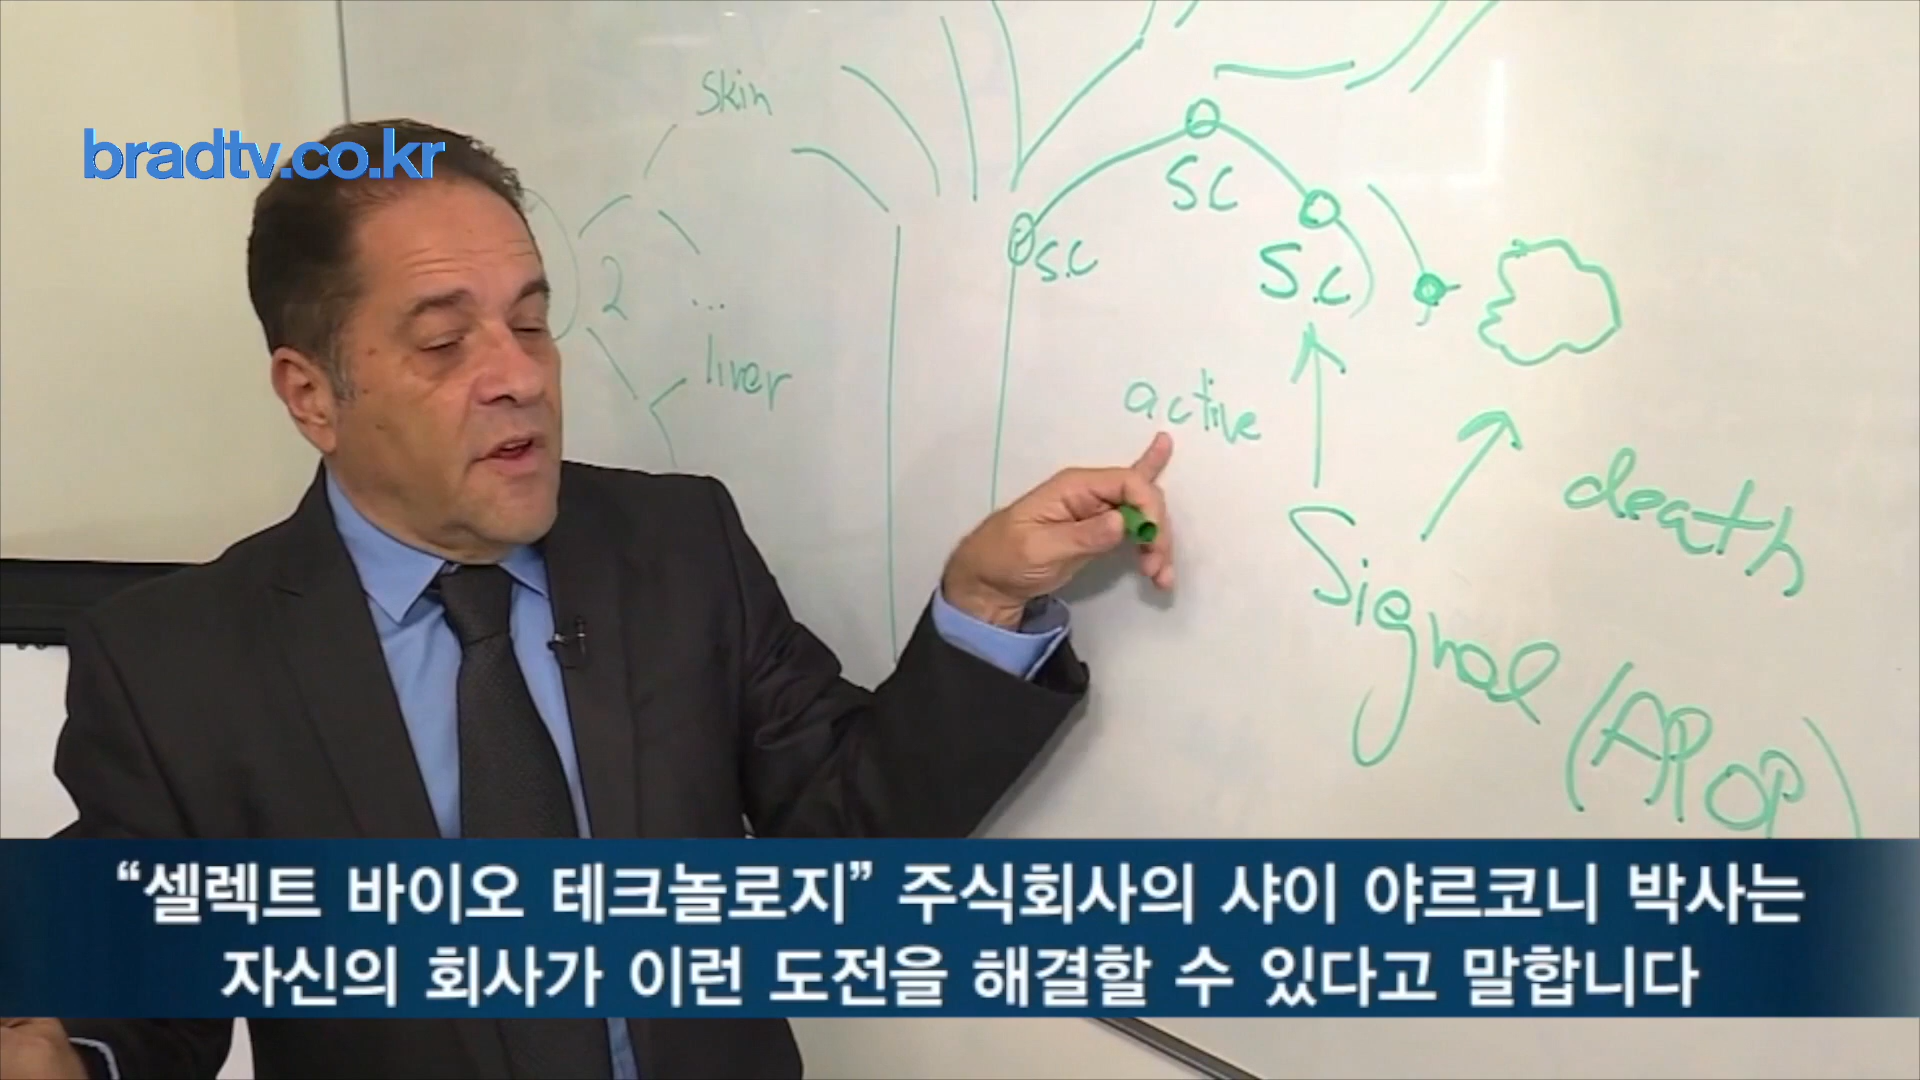 skin
bradtv.co.kr
SC
S.C
S.C
2
...
liver
active
death
Signal (APOP)
“셀렉트 바이오 테크놀로지” 주식회사의 샤이 야르코니 박사는
자신의 회사가 이런 도전을 해결할 수 있다고 말합니다